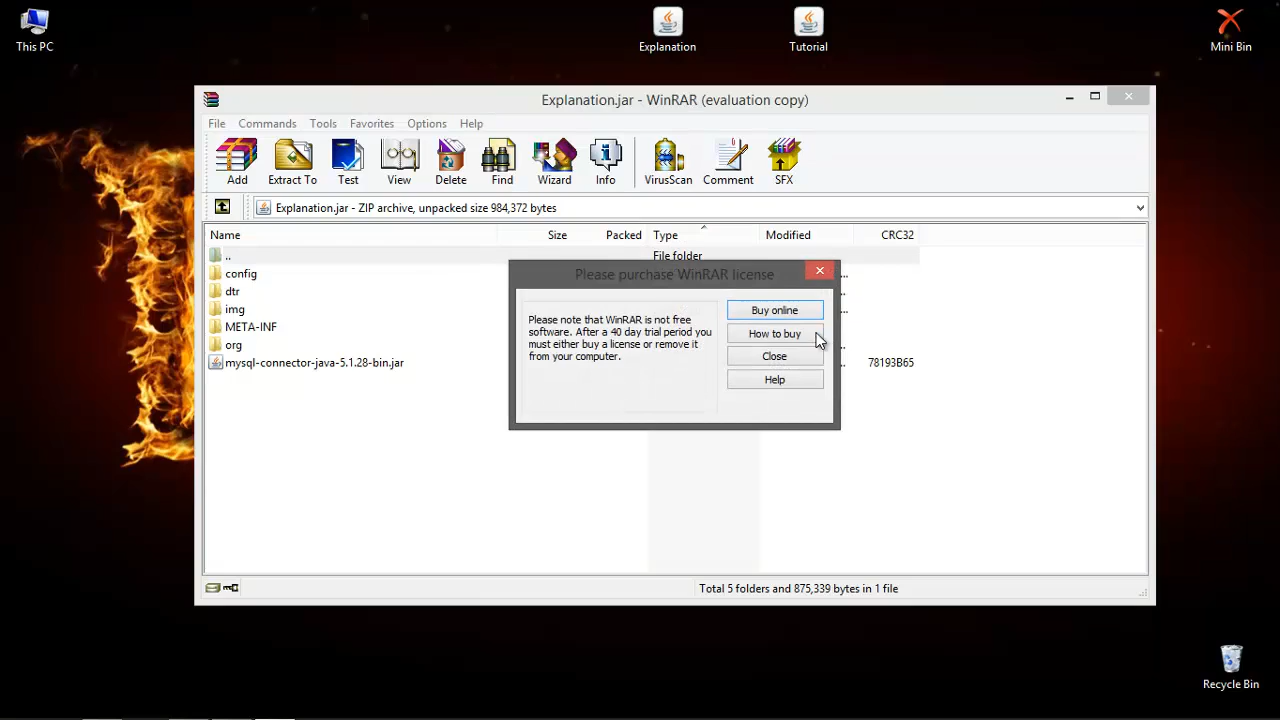 This PC
Explanation
Tutorial
Mini Bin
Explanation.jar - WinRAR (evaluation copy)
File Commands Tools Favorites Options Help
Add Extract To Test View Delete Find Wizard Info VirusScan Comment SFX
Explanation.jar - ZIP archive, unpacked size 984,372 bytes
Name Size Packed Type Modified CRC32
.. File folder
config ...
dtr ...
img ...
META-INF
org ...
mysql-connector-java-5.1.28-bin.jar ... 78193B65
Please purchase WinRAR license
Please note that WinRAR is not free
software. After a 40 day trial period you
must either buy a license or remove it
from your computer.
Buy online
How to buy
Close
Help
Total 5 folders and 875,339 bytes in 1 file
Recycle Bin